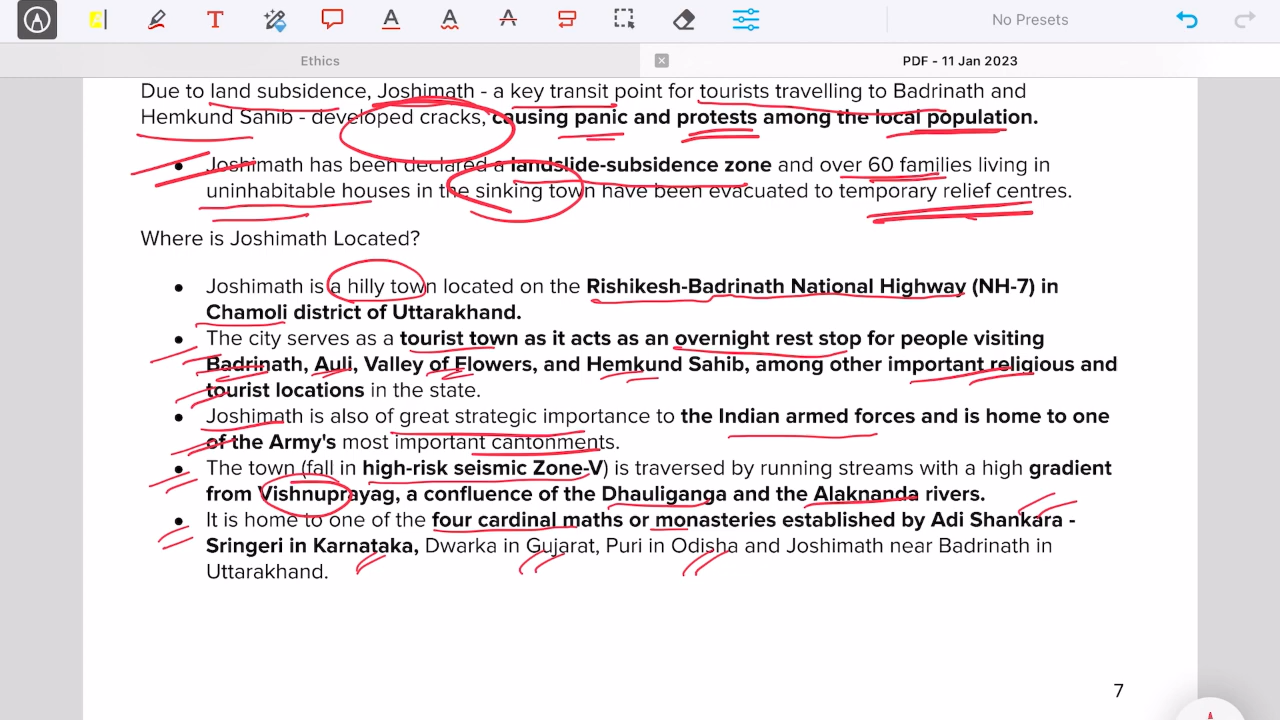 No Presets
Ethics
PDF - 11 Jan 2023
Due to land subsidence, Joshimath - a key transit point for tourists travelling to Badrinath and
Hemkund Sahib - developed cracks, causing panic and protests among the local population.
• Joshimath has been declared a landslide-subsidence zone and over 60 families living in
uninhabitable houses in the sinking town have been evacuated to temporary relief centres.
Where is Joshimath Located?
• Joshimath is a hilly town located on the Rishikesh-Badrinath National Highway (NH-7) in
Chamoli district of Uttarakhand.
• The city serves as a tourist town as it acts as an overnight rest stop for people visiting
Badrinath, Auli, Valley of Flowers, and Hemkund Sahib, among other important religious and
tourist locations in the state.
• Joshimath is also of great strategic importance to the Indian armed forces and is home to one
of the Army's most important cantonments.
• The town (fall in high-risk seismic Zone-V) is traversed by running streams with a high gradient
from Vishnuprayag, a confluence of the Dhauliganga and the Alaknanda rivers.
• It is home to one of the four cardinal maths or monasteries established by Adi Shankara -
Sringeri in Karnataka, Dwarka in Gujarat, Puri in Odisha and Joshimath near Badrinath in
Uttarakhand.
7